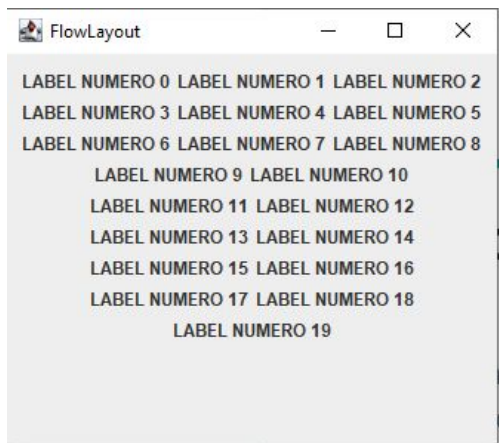 FlowLayout
LABEL NUMERO 0 LABEL NUMERO 1 LABEL NUMERO 2
LABEL NUMERO 3 LABEL NUMERO 4 LABEL NUMERO 5
LABEL NUMERO 6 LABEL NUMERO 7 LABEL NUMERO 8
LABEL NUMERO 9 LABEL NUMERO 10
LABEL NUMERO 11 LABEL NUMERO 12
LABEL NUMERO 13 LABEL NUMERO 14
LABEL NUMERO 15 LABEL NUMERO 16
LABEL NUMERO 17 LABEL NUMERO 18
LABEL NUMERO 19